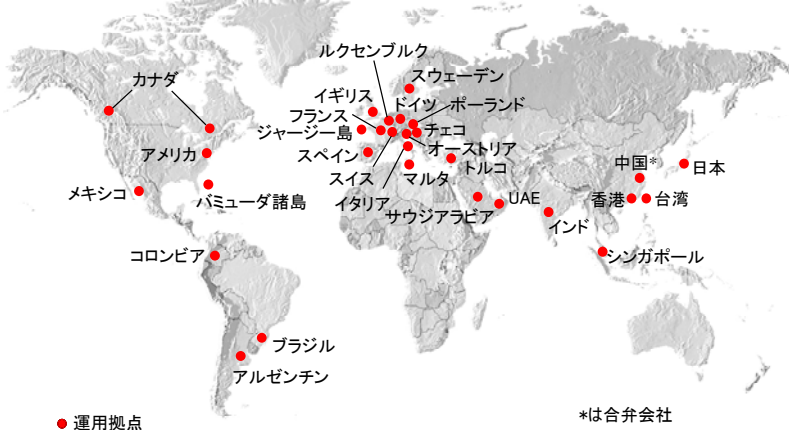 ルクセンブルク
カナダ
スウェーデン
イギリス
ドイツ
ポーランド
フランス
ジャージー島
チェコ
アメリカ
スペイン
オーストリア
トルコ
中国*
日本
スイス
マルタ
メキシコ
バミューダ諸島
イタリア
UAE
香港
台湾
サウジアラビア
インド
コロンビア
シンガポール
ブラジル
アルゼンチン
運用拠点
*は合弁会社